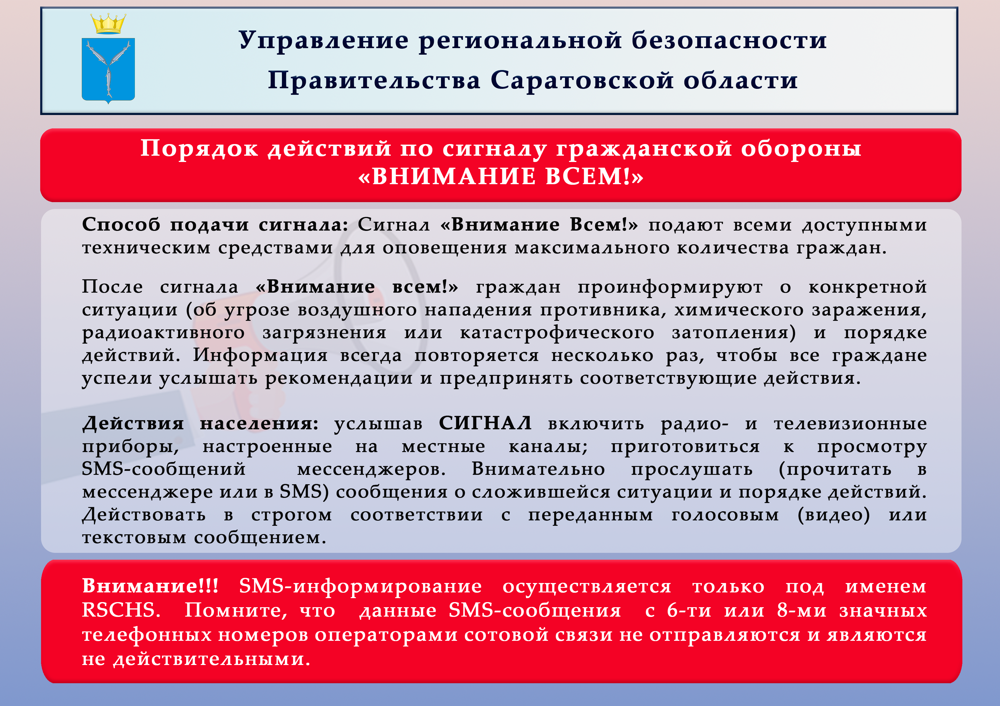 Управление региональной безопасности
Правительства Саратовской области
Порядок действий по сигналу гражданской обороны
«ВНИМАНИЕ ВСЕМ!»
Способ подачи сигнала: Сигнал «Внимание Всем!» подают всеми доступными
техническим средствами для оповещения максимального количества граждан.
После сигнала «Внимание всем!» граждан проинформируют о конкретной
ситуации (об угрозе воздушного нападения противника, химического заражения,
радиоактивного загрязнения или катастрофического затопления) и порядке
действий. Информация всегда повторяется несколько раз, чтобы все граждане
успели услышать рекомендации и предпринять соответствующие действия.
Действия населения: услышав СИГНАЛ включить радио- и телевизионные
приборы, настроенные на местные каналы; приготовиться к просмотру
SMS-сообщений мессенджеров. Внимательно прослушать (прочитать в
мессенджере или в SMS) сообщения о сложившейся ситуации и порядке действий.
Действовать в строгом соответствии с переданным голосовым (видео) или
текстовым сообщением.
Внимание!!! SMS-информирование осуществляется только под именем
RSCHS. Помните, что данные SMS-сообщения с 6-ти или 8-ми значных
телефонных номеров операторами сотовой связи не отправляются и являются
не действительными.